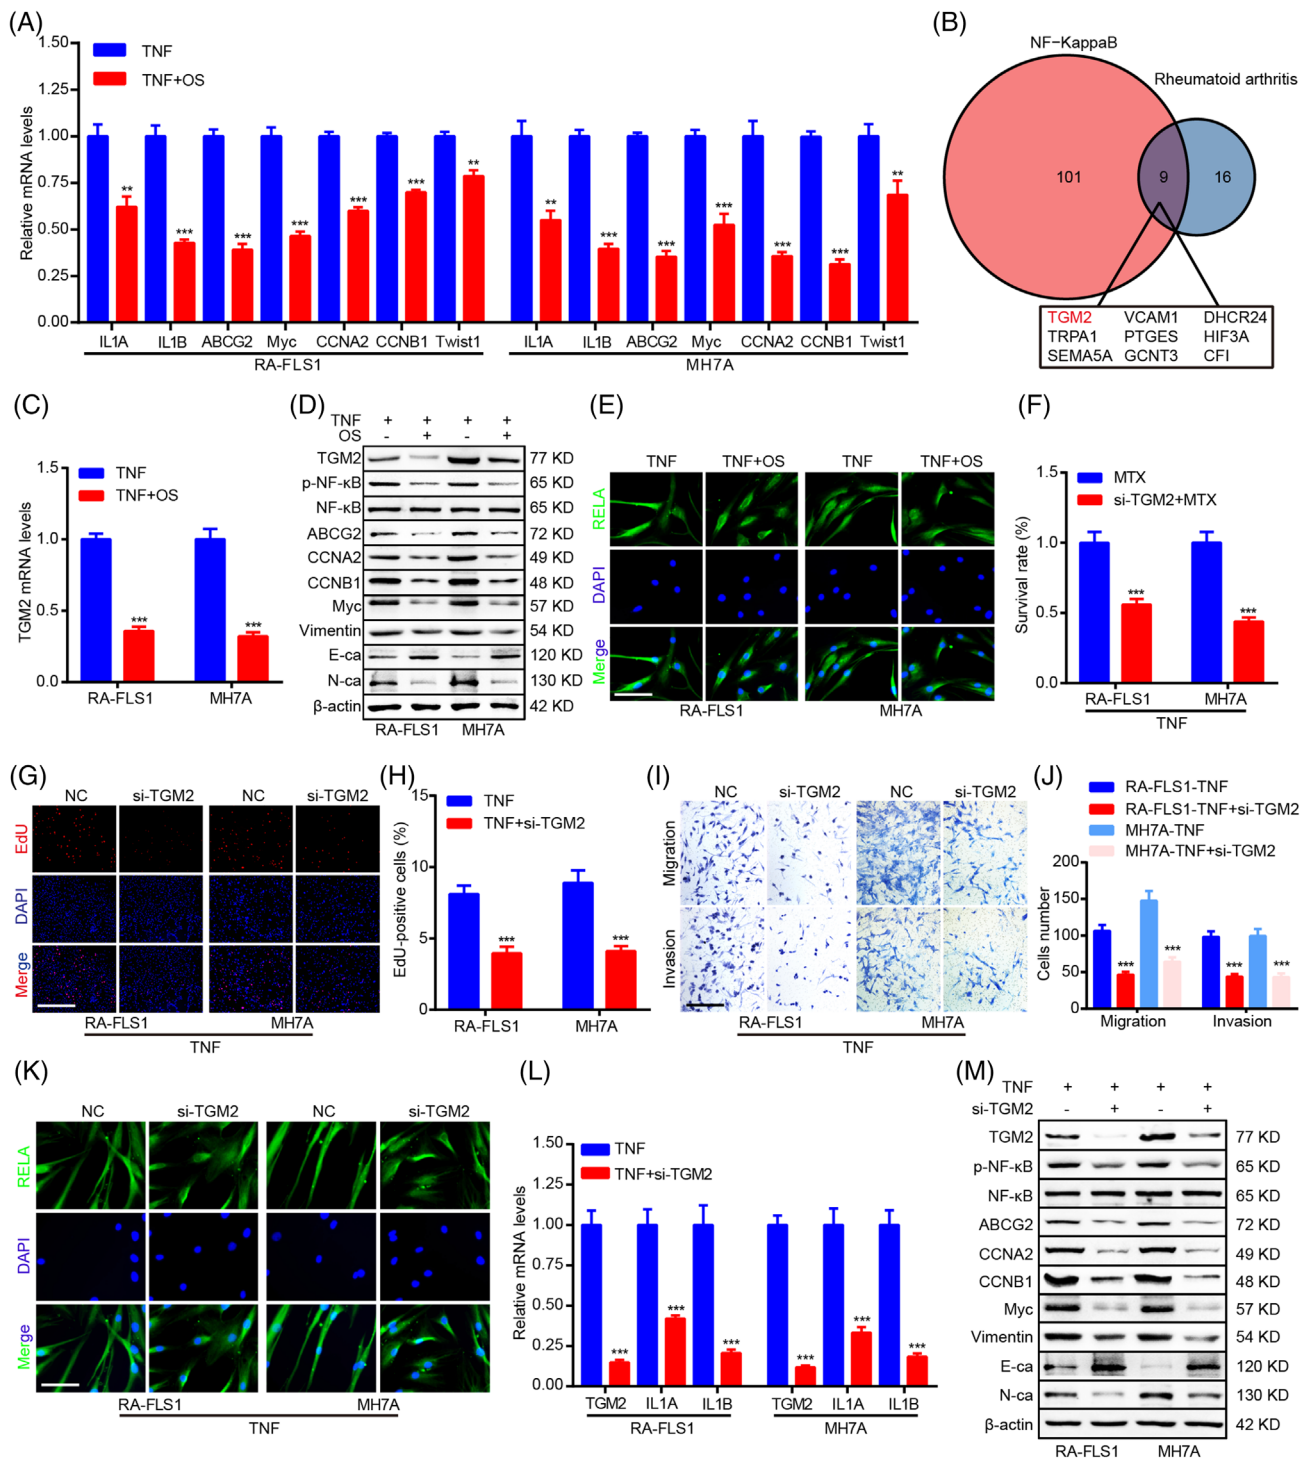 (A)
1.50
1.00
0.75
0.50
0.25
0.00
Relative mRNA levels
TNF
TNF+OS
** *** *** *** *** *** ** ** *** *** *** *** *** **
IL1A IL1B ABCG2 Myc CCNA2 CCNB1 Twist1 IL1A IL1B ABCG2 Myc CCNA2 CCNB1 Twist1
RA-FLS1 MH7A
(B)
NF−KappaB
Rheumatoid arthritis
101 9 16
TGM2 VCAM1 DHCR24
TRPA1 PTGES HIF3A
SEMA5A GCNT3 CFI
(C)
TNF
TNF+OS
1.5
1.0
0.5
0.0
TGM2 mRNA levels
*** ***
RA-FLS1 MH7A
(D)
TNF + + + +
OS - + - +
TGM2 77 KD
p-NF-κB 65 KD
NF-κB 65 KD
ABCG2 72 KD
CCNA2 49 KD
CCNB1 48 KD
Myc 57 KD
Vimentin 54 KD
E-ca 120 KD
N-ca 130 KD
β-actin 42 KD
RA-FLS1 MH7A
(E)
TNF TNF+OS TNF TNF+OS
RELA
DAPI
Merge
RA-FLS1 MH7A
(F)
1.5
1.0
0.5
0.0
Survival rate (%)
MTX
si-TGM2+MTX
*** ***
RA-FLS1 MH7A
TNF
(G)
NC si-TGM2 NC si-TGM2
EdU
DAPI
Merge
RA-FLS1 MH7A
TNF
(H)
15
10
5
0
EdU-positive cells (%)
TNF
TNF+si-TGM2
*** ***
RA-FLS1 MH7A
(I)
NC si-TGM2 NC si-TGM2
Migration
Invasion
RA-FLS1 MH7A
TNF
(J)
RA-FLS1-TNF
RA-FLS1-TNF+si-TGM2
MH7A-TNF
MH7A-TNF+si-TGM2
200
150
100
50
0
Cells number
*** *** *** ***
Migration Invasion
(K)
NC si-TGM2 NC si-TGM2
RELA
DAPI
Merge
RA-FLS1 MH7A
TNF
(L)
1.50
1.00
0.50
0.25
0.00
Relative mRNA levels
TNF
TNF+si-TGM2
*** *** *** *** *** ***
TGM2 IL1A IL1B TGM2 IL1A IL1B
RA-FLS1 MH7A
(M)
TNF + + + +
si-TGM2 - + - +
TGM2 77 KD
p-NF-κB 65 KD
NF-κB 65 KD
ABCG2 72 KD
CCNA2 49 KD
CCNB1 48 KD
Myc 57 KD
Vimentin 54 KD
E-ca 120 KD
N-ca 130 KD
β-actin 42 KD
RA-FLS1 MH7A